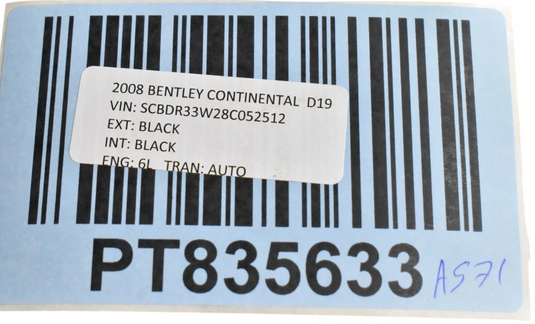 2008 BENTLEY CONTINENTAL D19
VIN: SCBDR33W28C052512
EXT: BLACK
INT: BLACK
ENG: 6L TRAN: AUTO
PT835633
A571